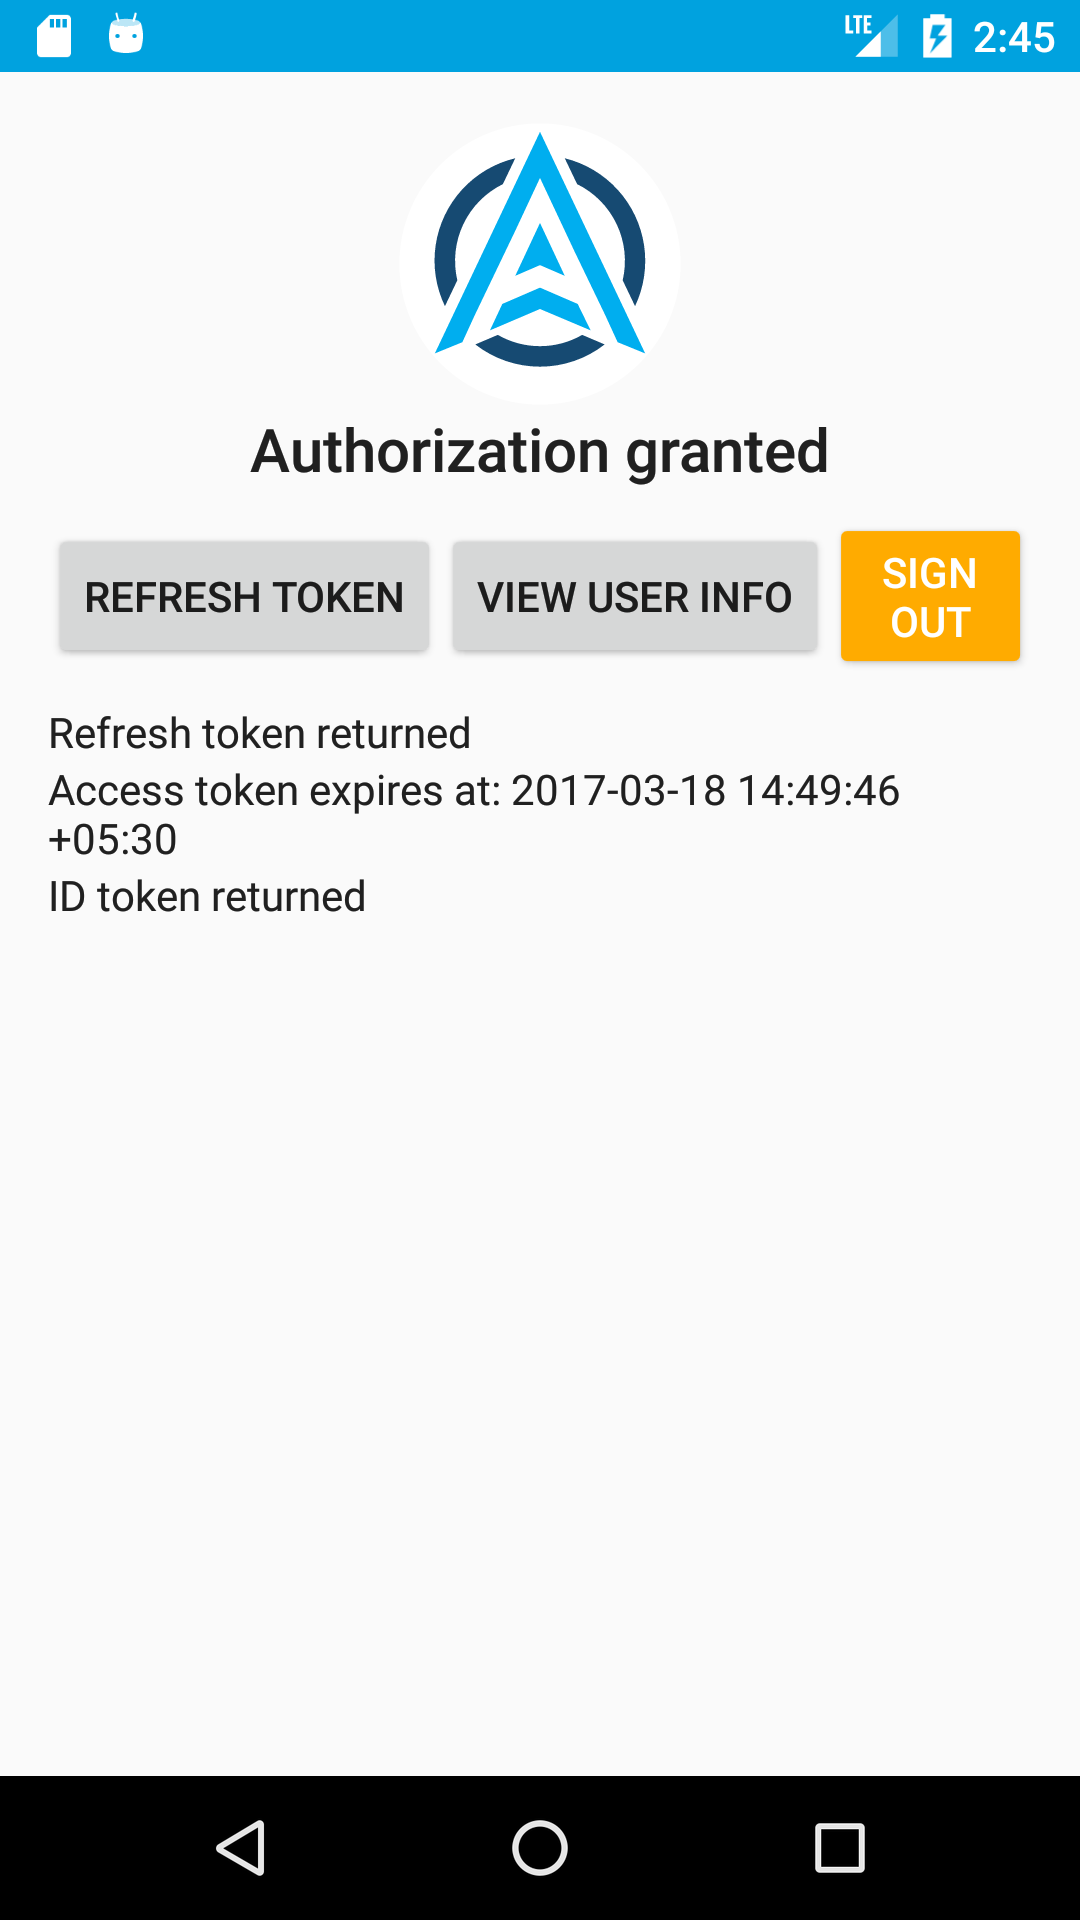 LTE 2:45
Authorization granted
REFRESH TOKEN VIEW USER INFO SIGN OUT
Refresh token returned
Access token expires at: 2017-03-18 14:49:46
+05:30
ID token returned